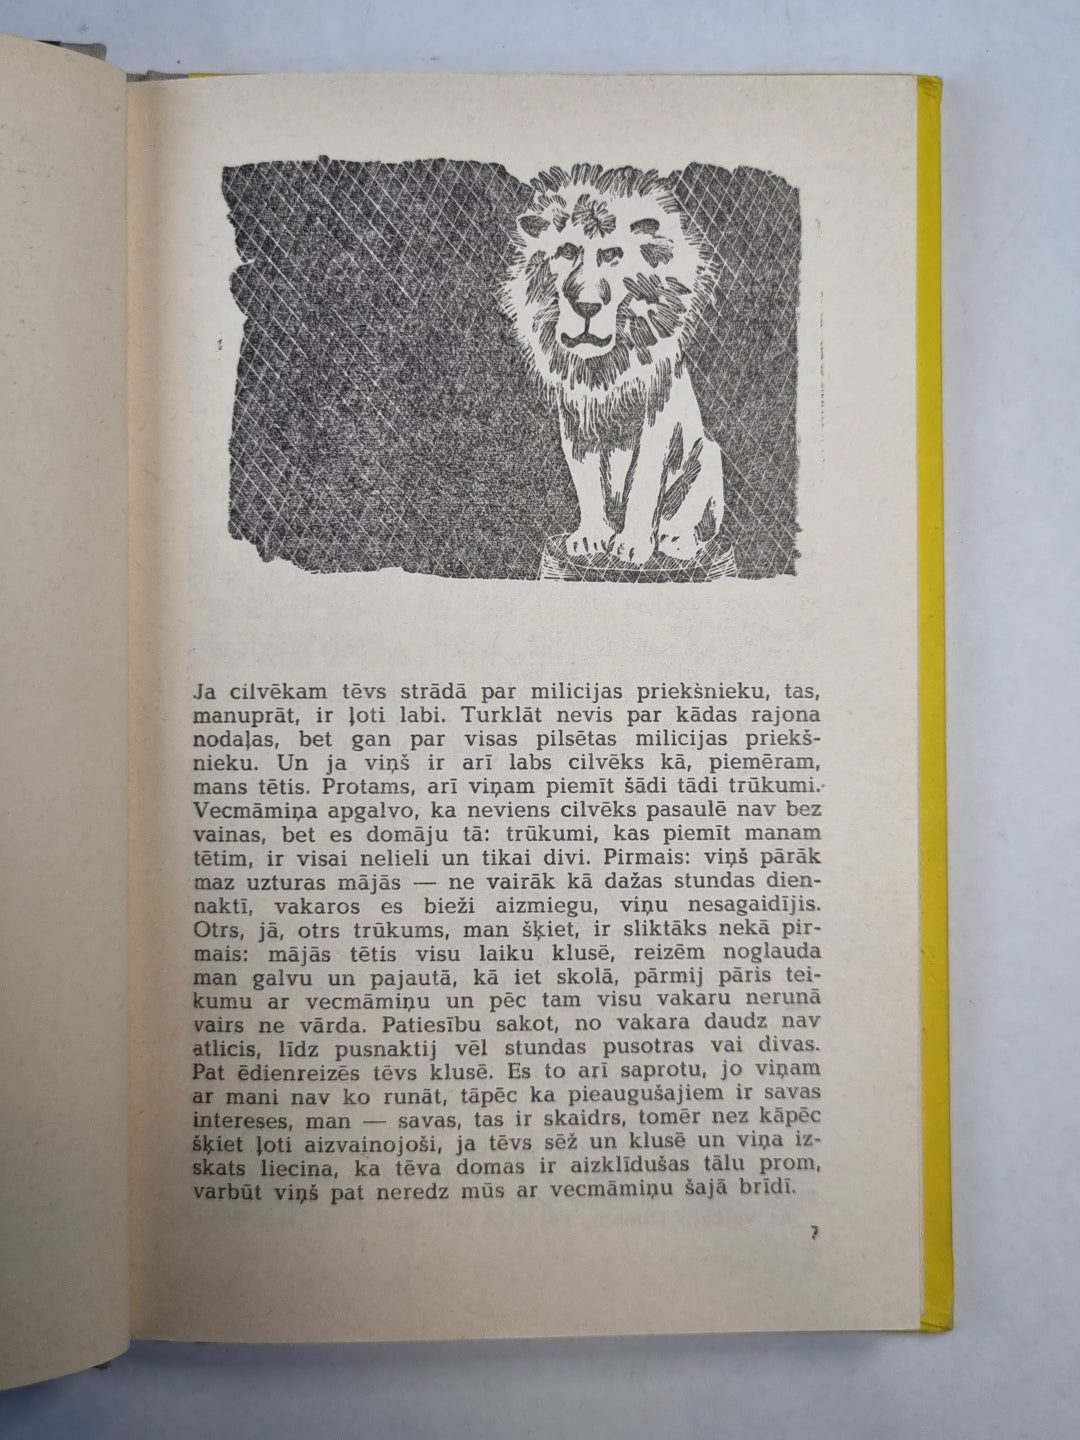 Ja cilvēkam tēvs strādā par milicijas priekšnieku, tas,
manuprāt, ir ļoti labi. Turklāt nevis par kādas rajona
nodaļas, bet gan par visas pilsētas milicijas priekš-
nieku. Un ja viņš ir arī labs cilvēks kā, piemēram,
mans tētis. Protams, arī viņam piemīt šādi tādi trūkumi.
Vecmāmiņa apgalvo, ka neviens cilvēks pasaulē nav bez
vainas, bet es domāju tā: trūkumi, kas piemīt manam
tētim, ir visai nelieli un tikai divi. Pirmais: viņš pārāk
maz uzturas mājās — ne vairāk kā dažas stundas dien-
naktī, vakaros es bieži aizmiegu, viņu nesagaidījis.
Otrs, jā, otrs trūkums, man šķiet, ir sliktāks nekā pir-
mais: mājās tētis visu laiku klusē, reizēm noglauda
man galvu un pajautā, kā iet skolā, pārmij pāris tei-
kumu ar vecmāmiņu un pēc tam visu vakaru nerunā
vairs ne vārda. Patiesību sakot, no vakara daudz nav
atlicis, līdz pusnaktij vēl stundas pusotras vai divas.
Pat ēdienreizēs tēvs klusē. Es to arī saprotu, jo viņam
ar mani nav ko runāt, tāpēc ka pieaugušajiem ir savas
intereses, man — savas, tas ir skaidrs, tomēr nez kāpēc
šķiet ļoti aizvainojoši, ja tēvs sēž un klusē un viņa iz-
skats liecina, ka tēva domas ir aizklīdušas tālu prom,
varbūt viņš pat neredz mūs ar vecmāmiņu šajā brīdī.
7